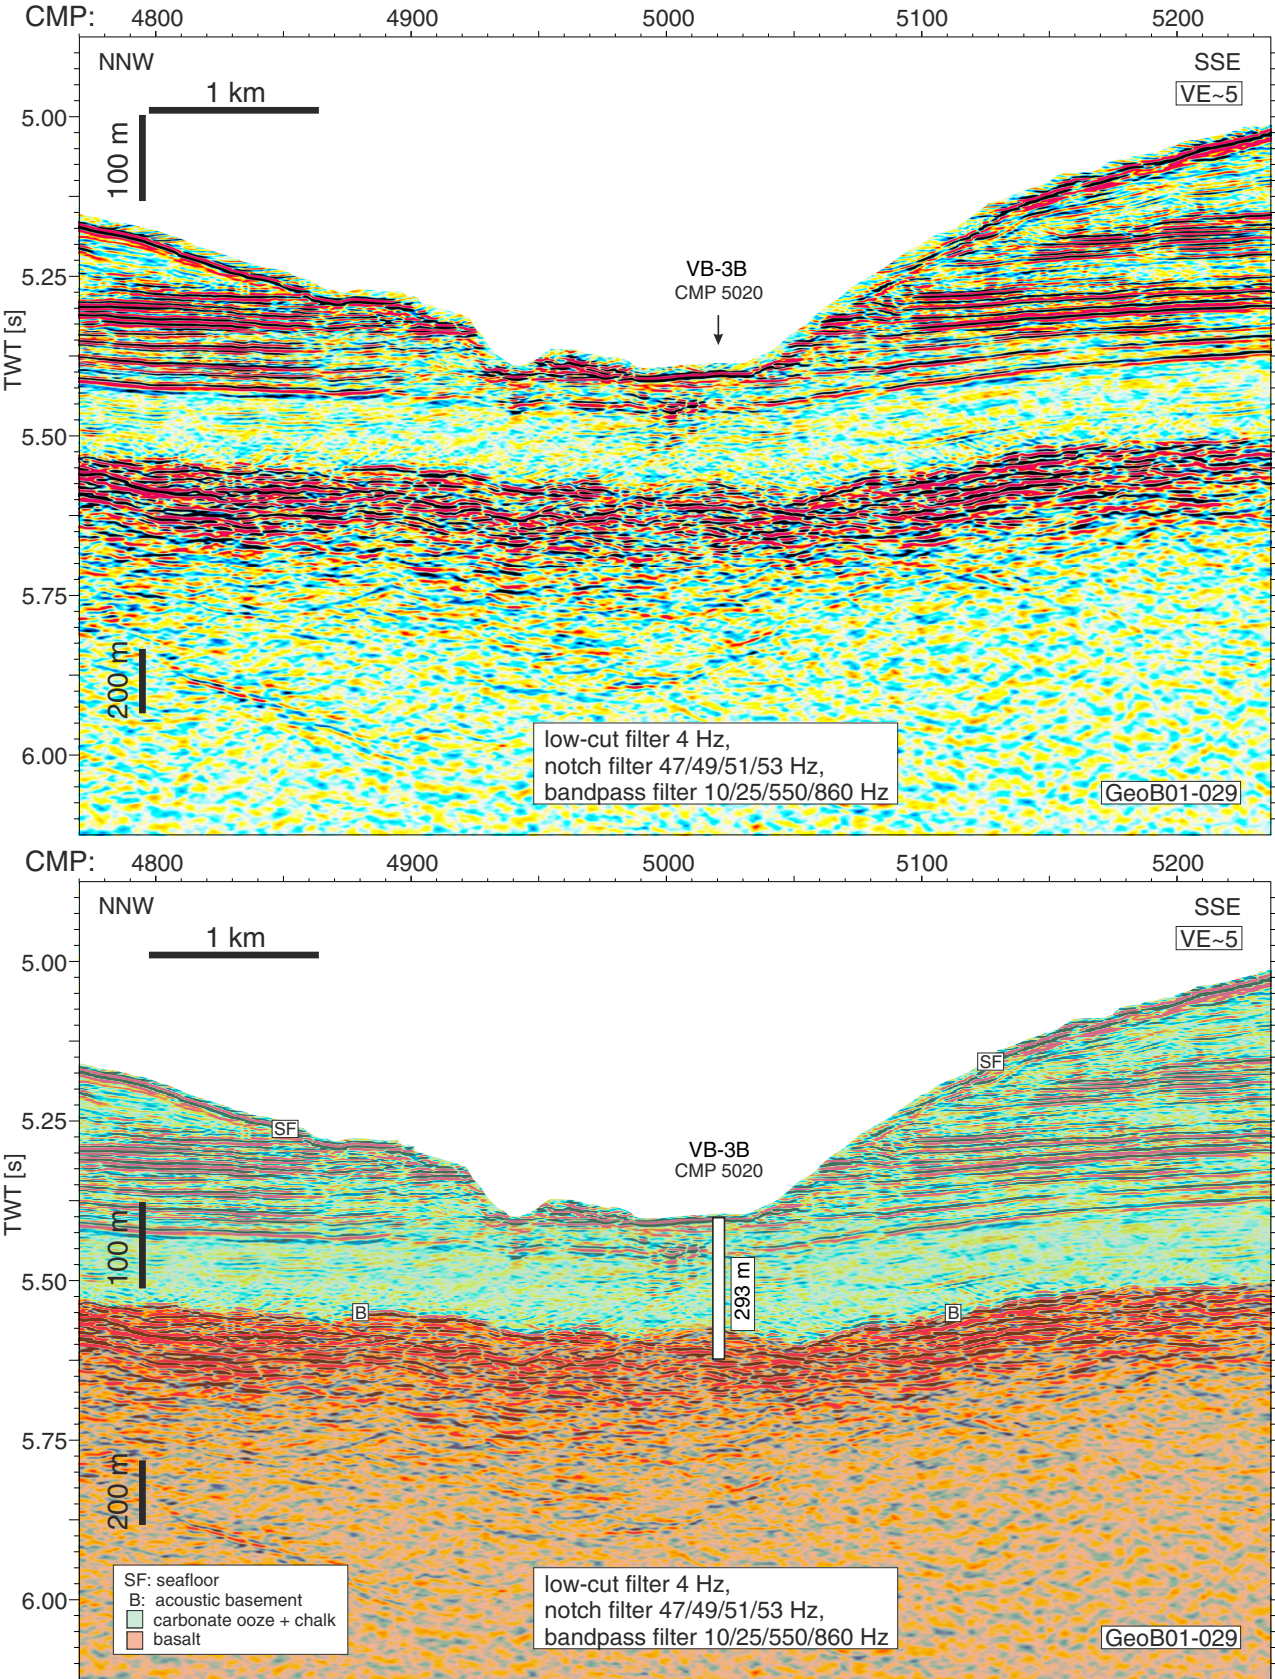 CMP: 4800 4900 5000 5100 5200
NNW SSE
1 km VE~5
5.00
100 m
5.25
VB-3B
CMP 5020
TWT [s]
5.50
5.75
200 m
6.00
low-cut filter 4 Hz,
notch filter 47/49/51/53 Hz,
bandpass filter 10/25/550/860 Hz
GeoB01-029
CMP: 4800 4900 5000 5100 5200
NNW SSE
1 km VE~5
5.00
SF
5.25
SF
VB-3B
CMP 5020
TWT [s]
100 m
293 m
5.50
B B
5.75
200 m
6.00
SF: seafloor
B: acoustic basement
carbonate ooze + chalk
basalt
low-cut filter 4 Hz,
notch filter 47/49/51/53 Hz,
bandpass filter 10/25/550/860 Hz
GeoB01-029